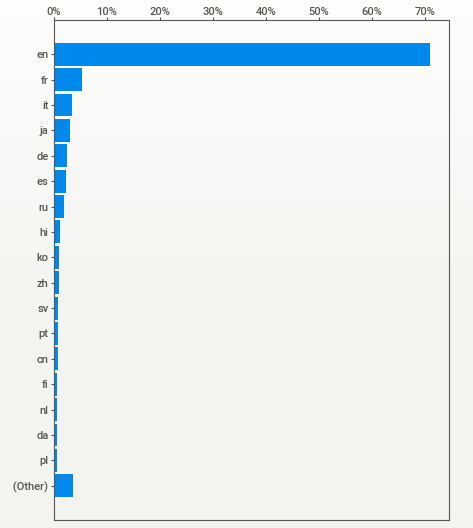 0% 10% 20% 30% 40% 50% 60% 70%
en
fr
it
ja
de
es
ru
hi
ko
zh
sv
pt
cn
fi
nl
da
pl
(Other)